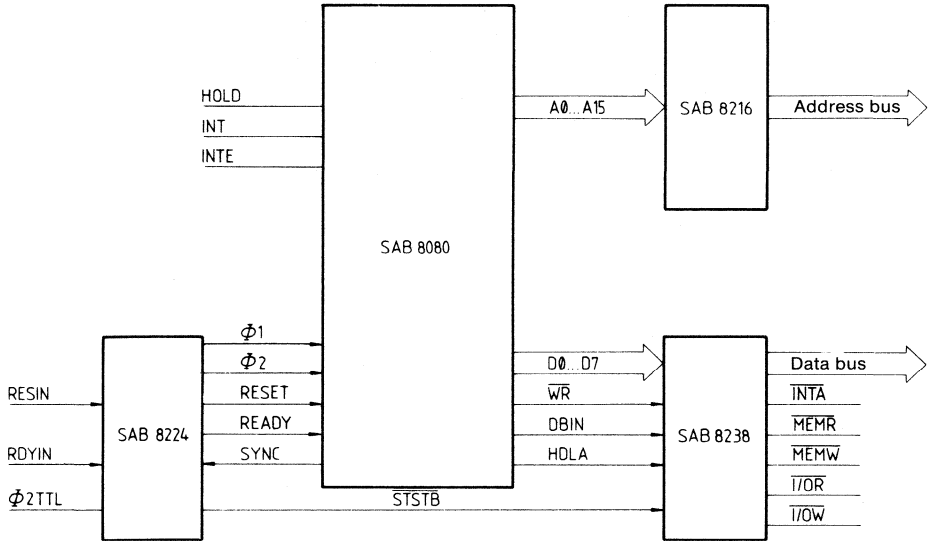 HOLD
INT
INTE
SAB 8080
A0...A15
SAB 8216
Address bus
Φ1
Φ2
RESET
READY
SYNC
RESIN
RDYIN
Φ2TTL
SAB 8224
D0...D7
WR
DBIN
HDLA
STSTB
SAB 8238
Data bus
INTA
MEMR
MEMW
I/OR
I/OW